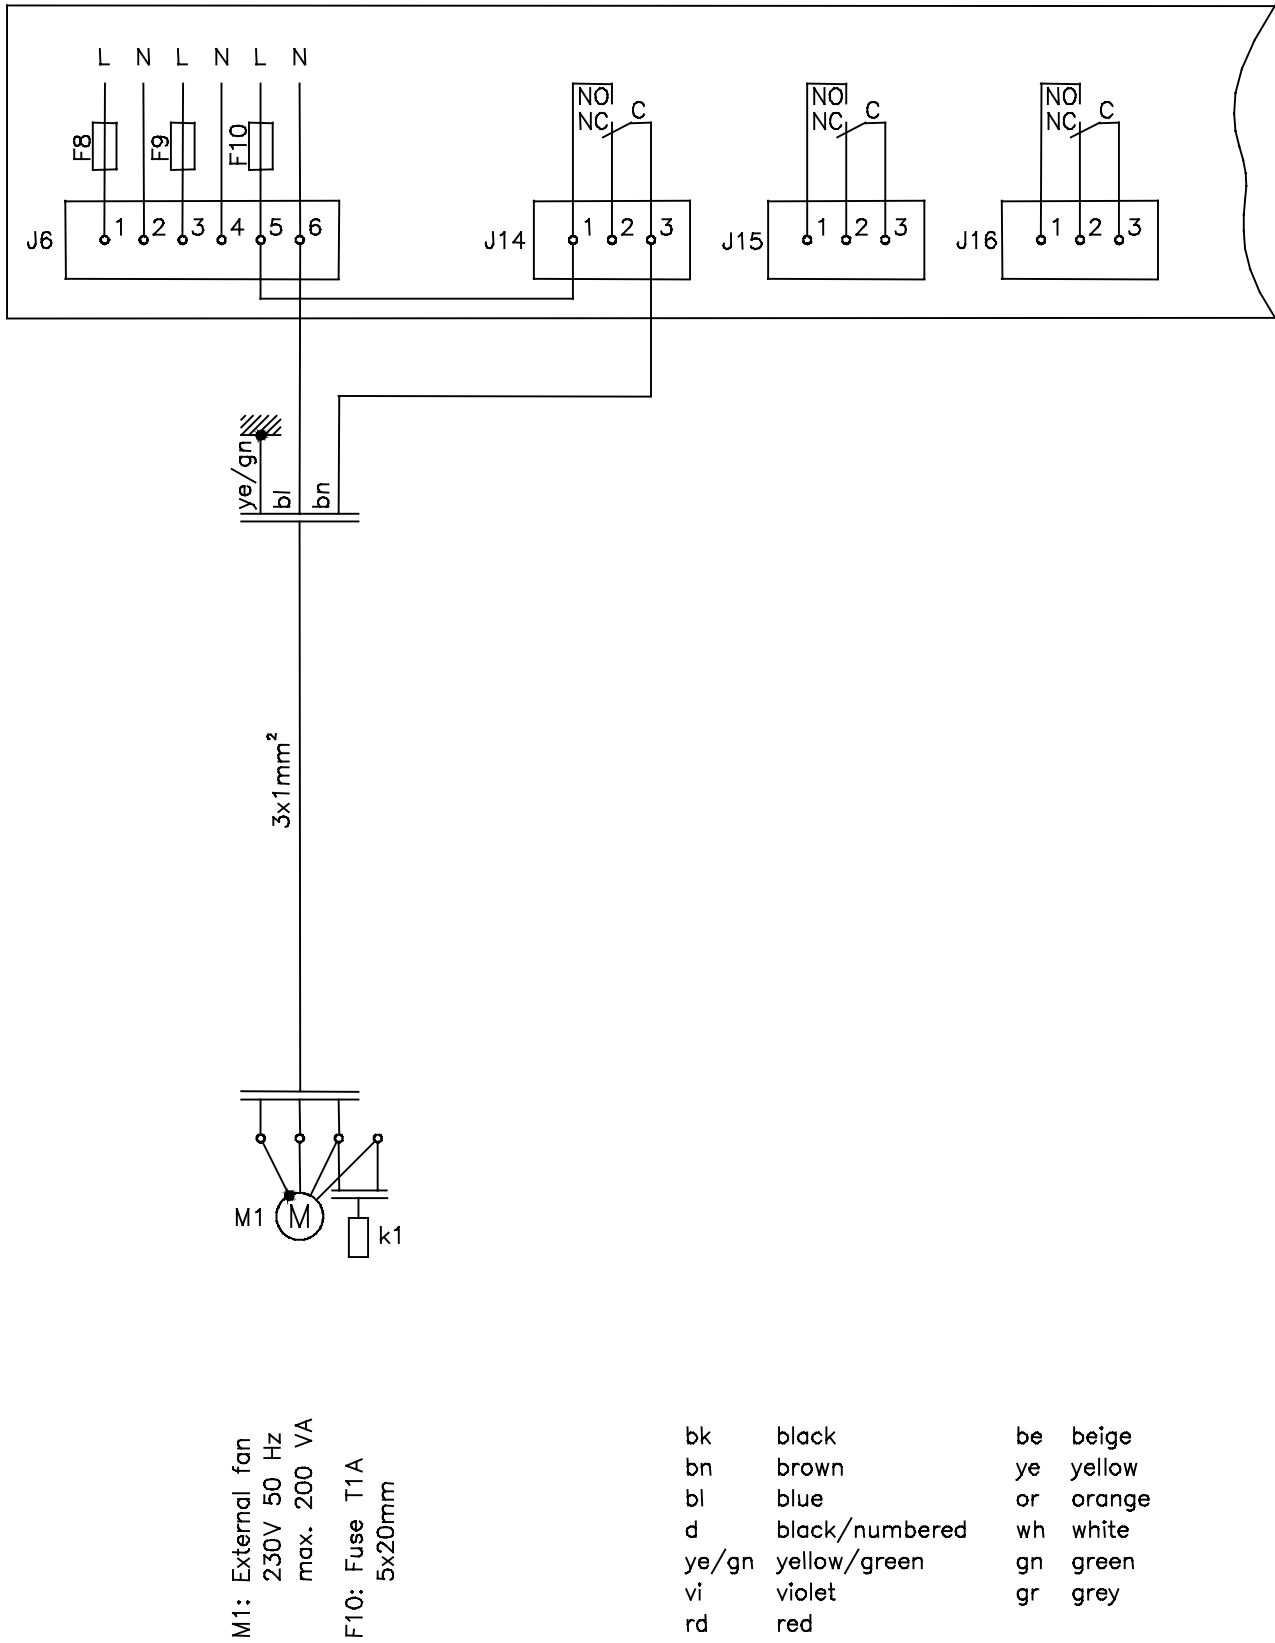 L N L N L N
F8 F9 F10
NO C NO C NO C
NC NC NC
J6 1 2 3 4 5 6 J14 1 2 3 J15 1 2 3 J16 1 2 3
ye/gn bl bn
3x1mm²
M1 M k1
M1: External fan
230V 50 Hz
max. 200 VA
F10: Fuse T1A
5x20mm
bk black be beige
bn brown ye yellow
bl blue or orange
d black/numbered wh white
ye/gn yellow/green gn green
vi violet gr grey
rd red